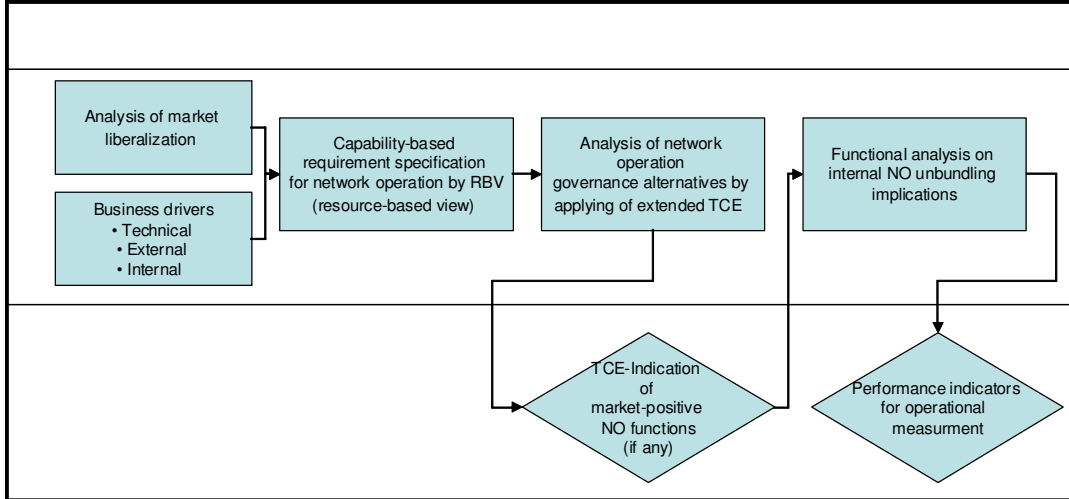 Analysis of market
liberalization
Business drivers
• Technical
• External
• Internal
Capability-based
requirement specification
for network operation by RBV
(resource-based view)
Analysis of network
operation
governance alternatives by
applying of extended TCE
Functional analysis on
internal NO unbundling
implications
TCE-Indication
of
market-positive
NO functions
(if any)
Performance indicators
for operational
measurment